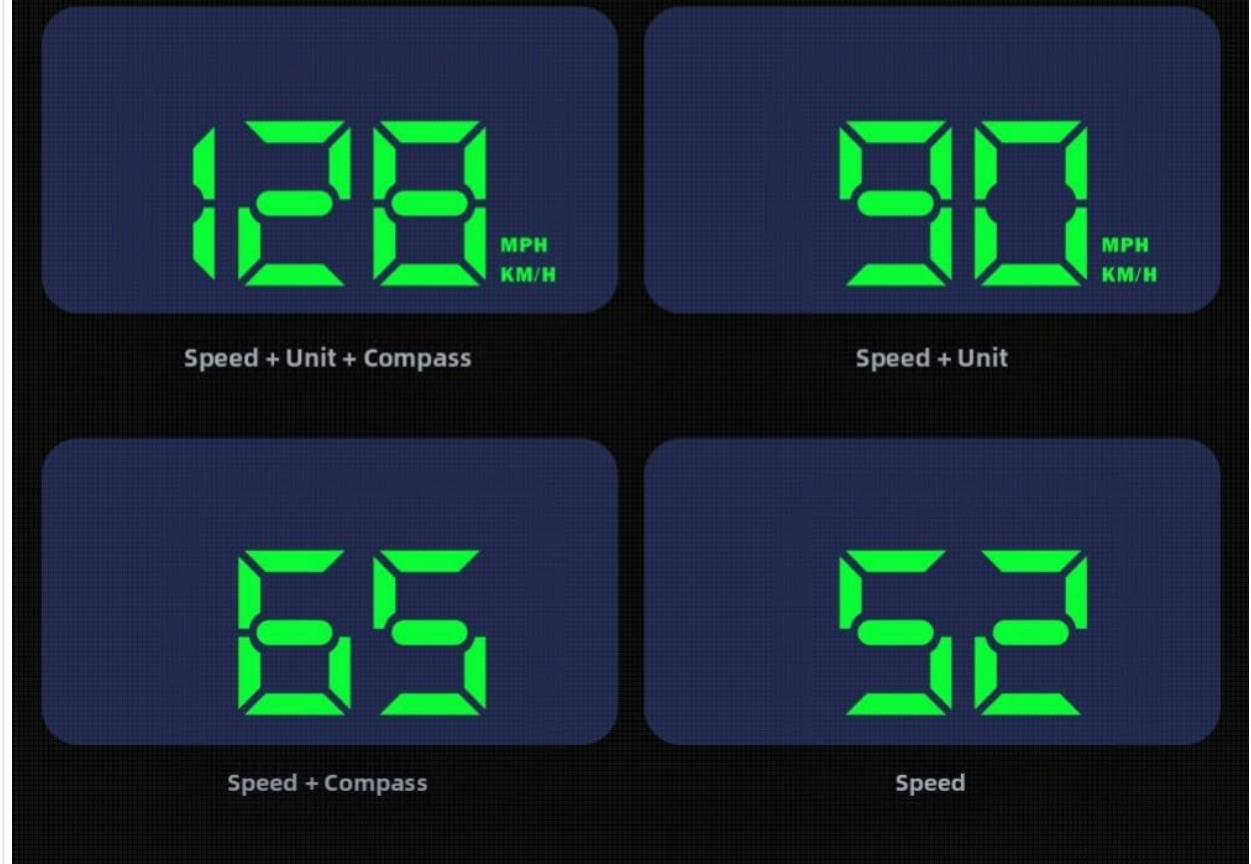 128 MPH
KM/H
90 MPH
KM/H
Speed + Unit + Compass
Speed + Unit
65
52
Speed + Compass
Speed